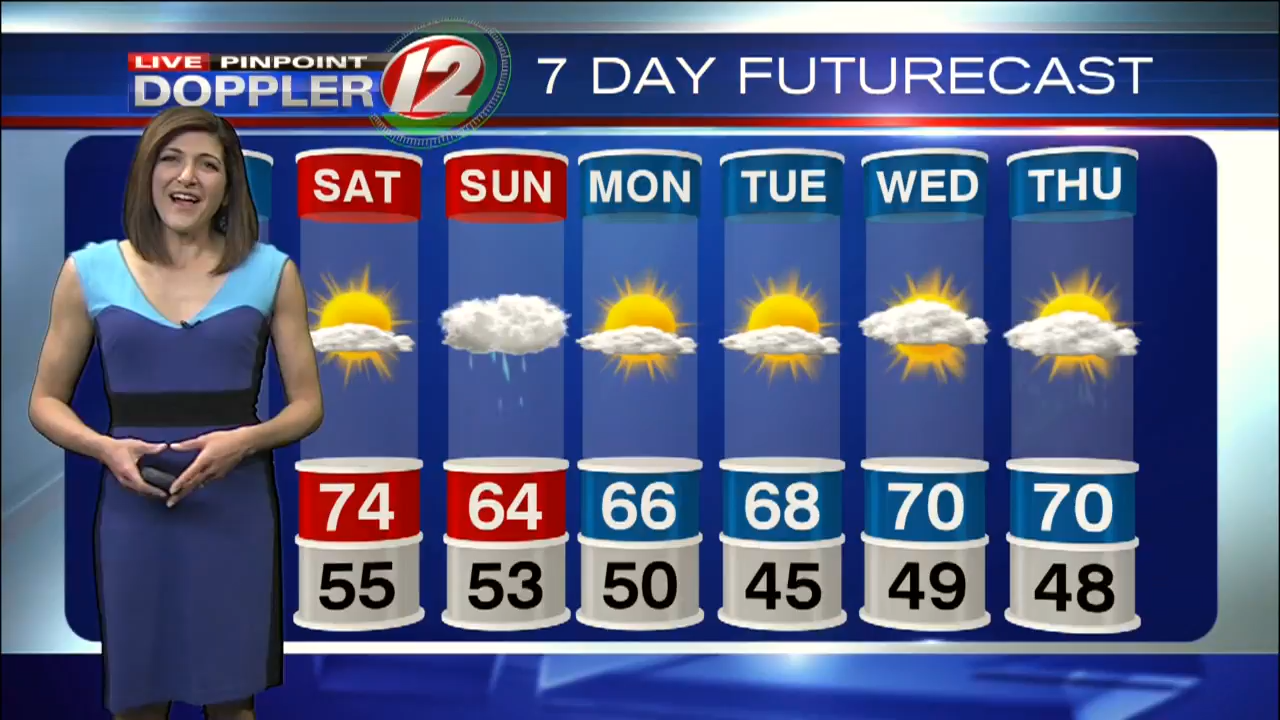 LIVE PINPOINT
DOPPLER 12
7 DAY FUTURECAST
SAT SUN MON TUE WED THU
74 64 66 68 70 70
55 53 50 45 49 48